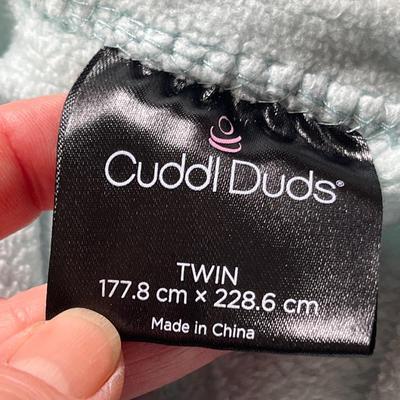 Cuddl Duds®
TWIN
177.8 cm × 228.6 cm
Made in China